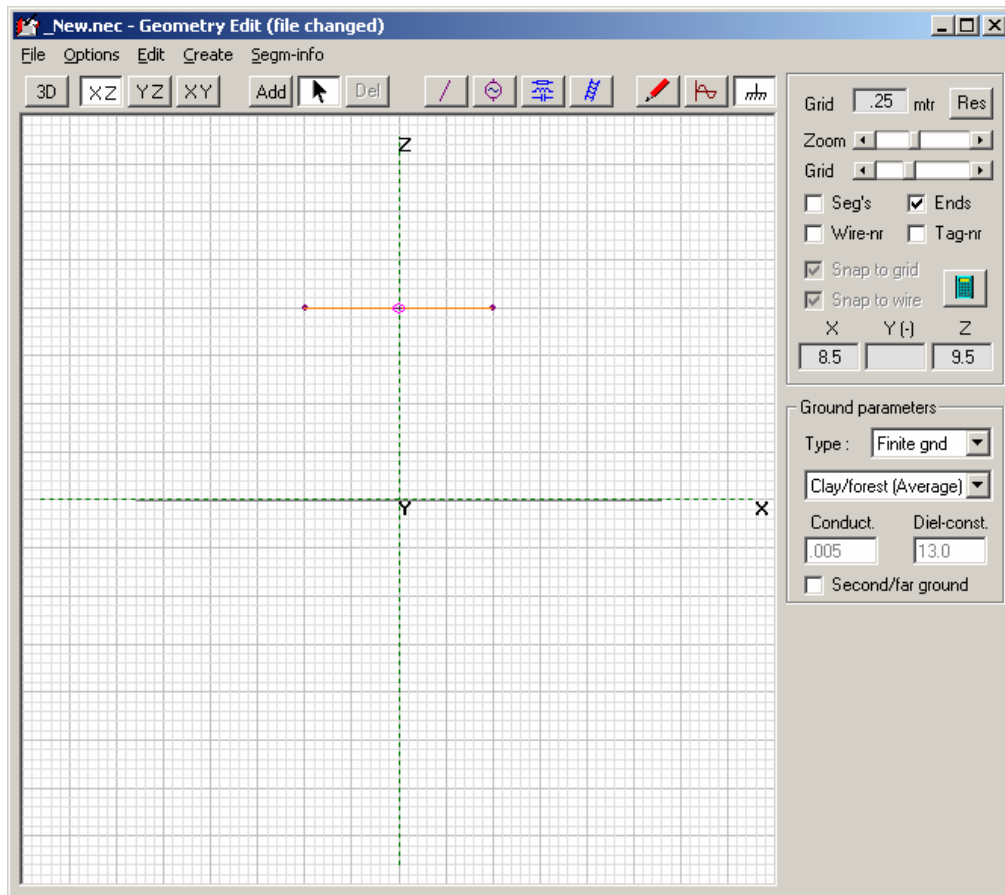 _New.nec - Geometry Edit (file changed)
File Options Edit Create Segm-info
3D XZ YZ XY Add Del
Z
Y
X
Grid .25 mtr Res
Zoom
Grid
Seg's Ends
Wire-nr Tag-nr
Snap to grid
Snap to wire
X Y (-) Z
8.5 9.5
Ground parameters
Type : Finite gnd
Clay/forest (Average)
Conduct. Diel-const.
.005 13.0
Second/far ground